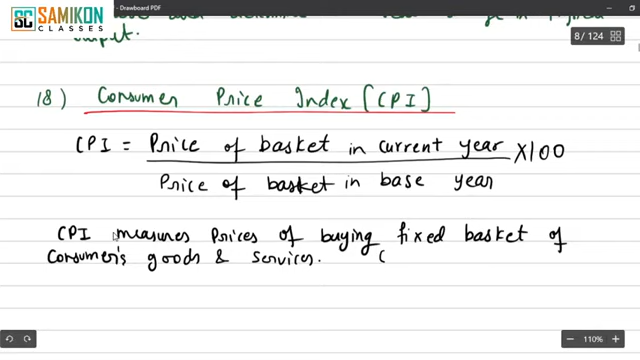 SC SAMIKON CLASSES
- Drawboard PDF
8 / 124
output.
18) Consumer Price Index [CPI]
CPI = Price of basket in current year X100
Price of basket in base year
CPI measures prices of buying fixed basket of
Consumer's goods & services. (
110%